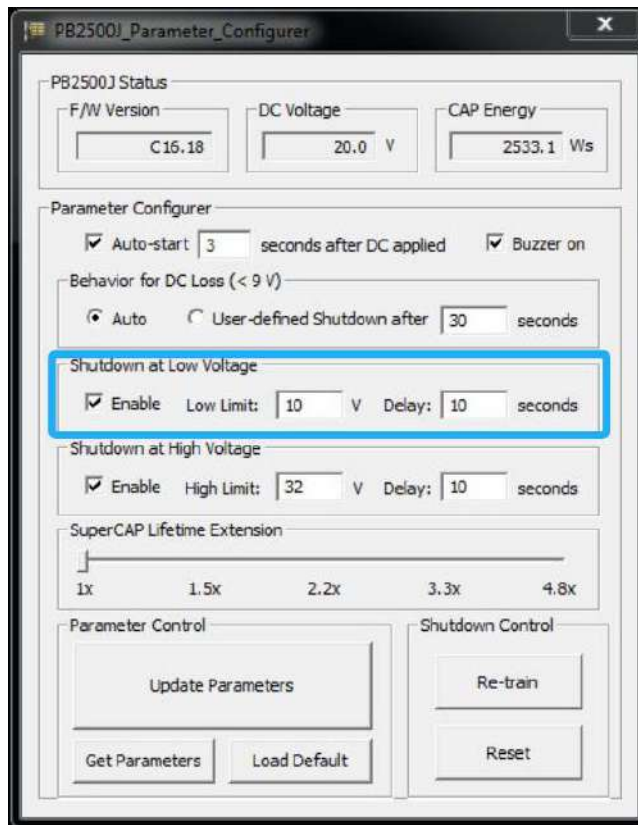 PB2500J_Parameter_Configurer
PB2500J Status
F/W Version DC Voltage CAP Energy
C16.18 20.0 V 2533.1 Ws
Parameter Configurer
Auto-start 3 seconds after DC applied Buzzer on
Behavior for DC Loss (< 9 V)
Auto User-defined Shutdown after 30 seconds
Shutdown at Low Voltage
Enable Low Limit: 10 V Delay: 10 seconds
Shutdown at High Voltage
Enable High Limit: 32 V Delay: 10 seconds
SuperCAP Lifetime Extension
1x 1.5x 2.2x 3.3x 4.8x
Parameter Control Shutdown Control
Update Parameters Re-train
Get Parameters Load Default Reset